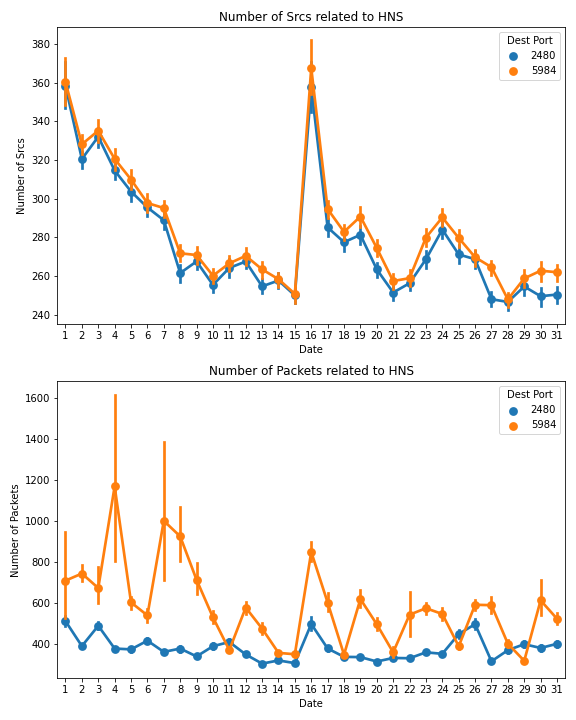 Number of Srcs related to HNS
Dest Port
2480
5984
380
360
340
320
300
280
260
240
Number of Srcs
1 2 3 4 5 6 7 8 9 10 11 12 13 14 15 16 17 18 19 20 21 22 23 24 25 26 27 28 29 30 31
Date
Number of Packets related to HNS
Dest Port
2480
5984
1600
1400
1200
1000
800
600
400
Number of Packets
1 2 3 4 5 6 7 8 9 10 11 12 13 14 15 16 17 18 19 20 21 22 23 24 25 26 27 28 29 30 31
Date